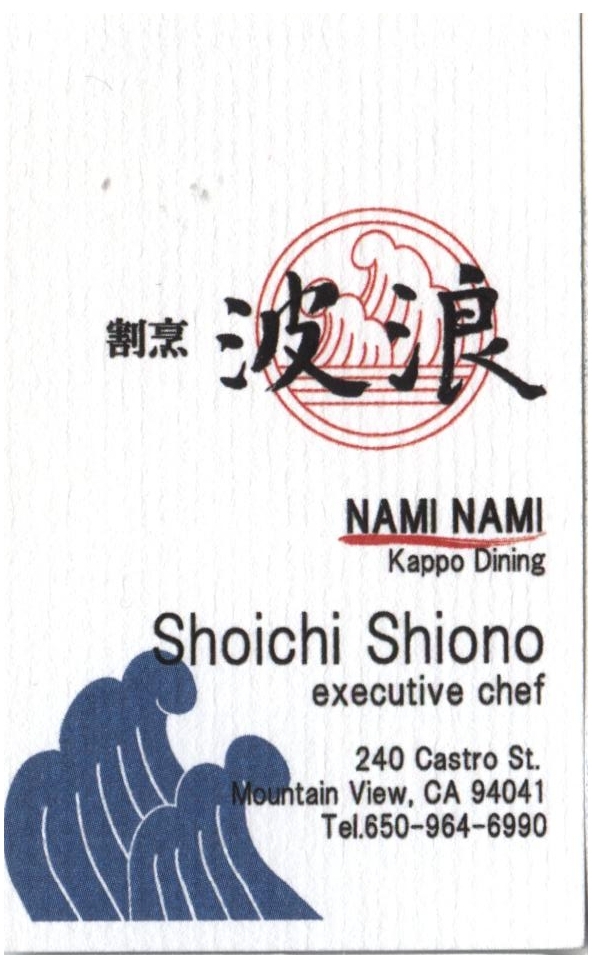 割烹 波浪
NAMI NAMI
Kappo Dining
Shoichi Shiono
executive chef
240 Castro St.
Mountain View, CA 94041
Tel.650-964-6990